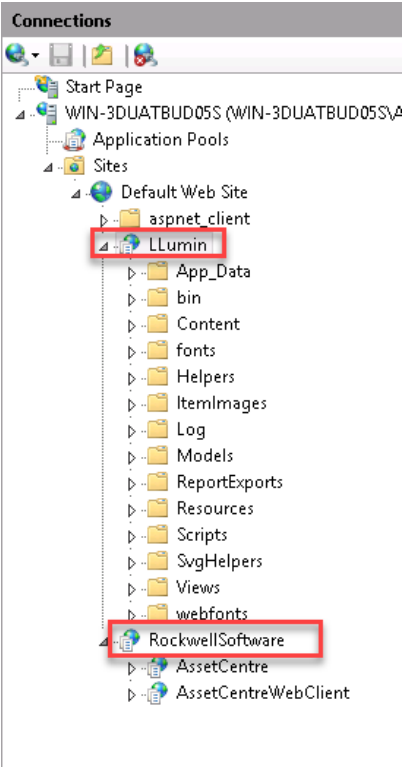 Connections
Start Page
WIN-3DUATBUD05S (WIN-3DUATBUD05S\A
Application Pools
Sites
Default Web Site
aspnet_client
LLumin
App_Data
bin
Content
fonts
Helpers
ItemImages
Log
Models
ReportExports
Resources
Scripts
SvgHelpers
Views
webfonts
RockwellSoftware
AssetCentre
AssetCentreWebClient